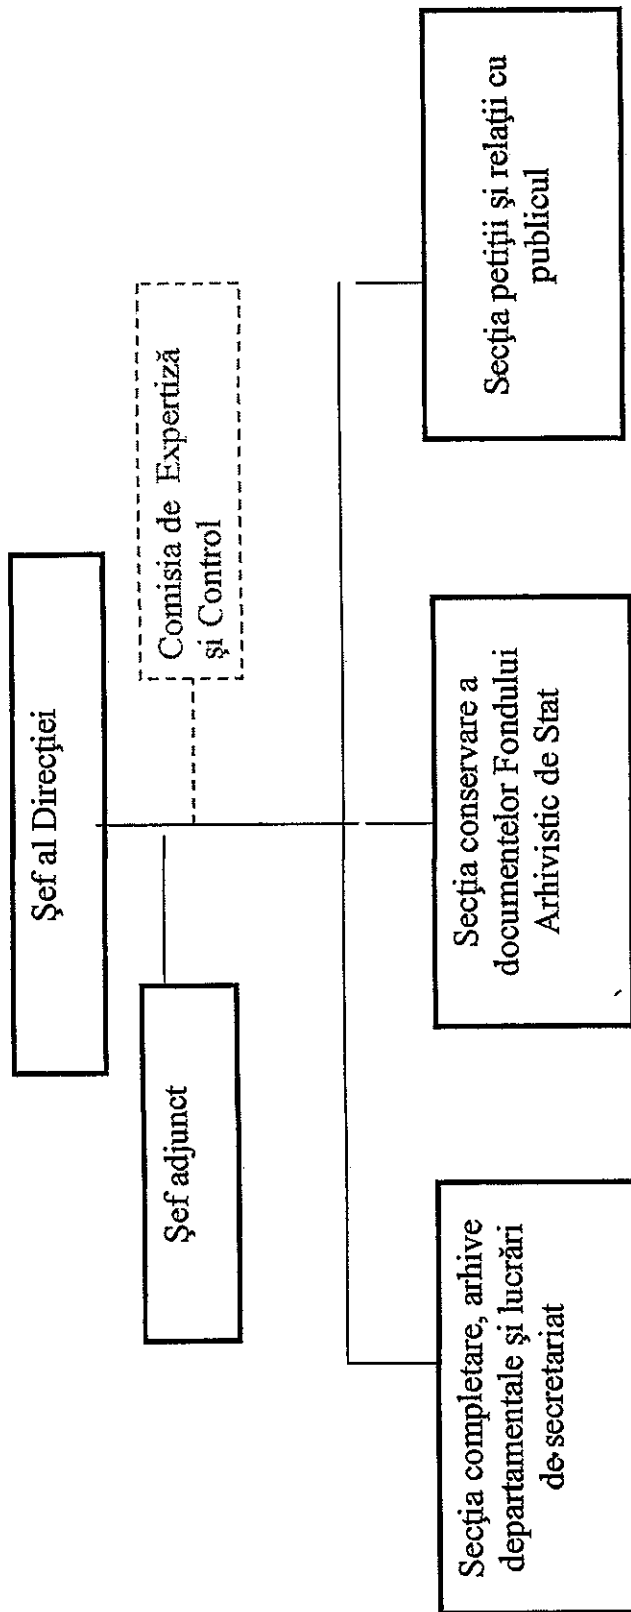 Şef al Direcţiei
Şef adjunct
Comisia de Expertiză
şi Control
Secţia completare, arhive
departamentale şi lucrări
de secretariat
Secţia conservare a
documentelor Fondului
Arhivistic de Stat
Secţia petiţii şi relaţii cu
publicul